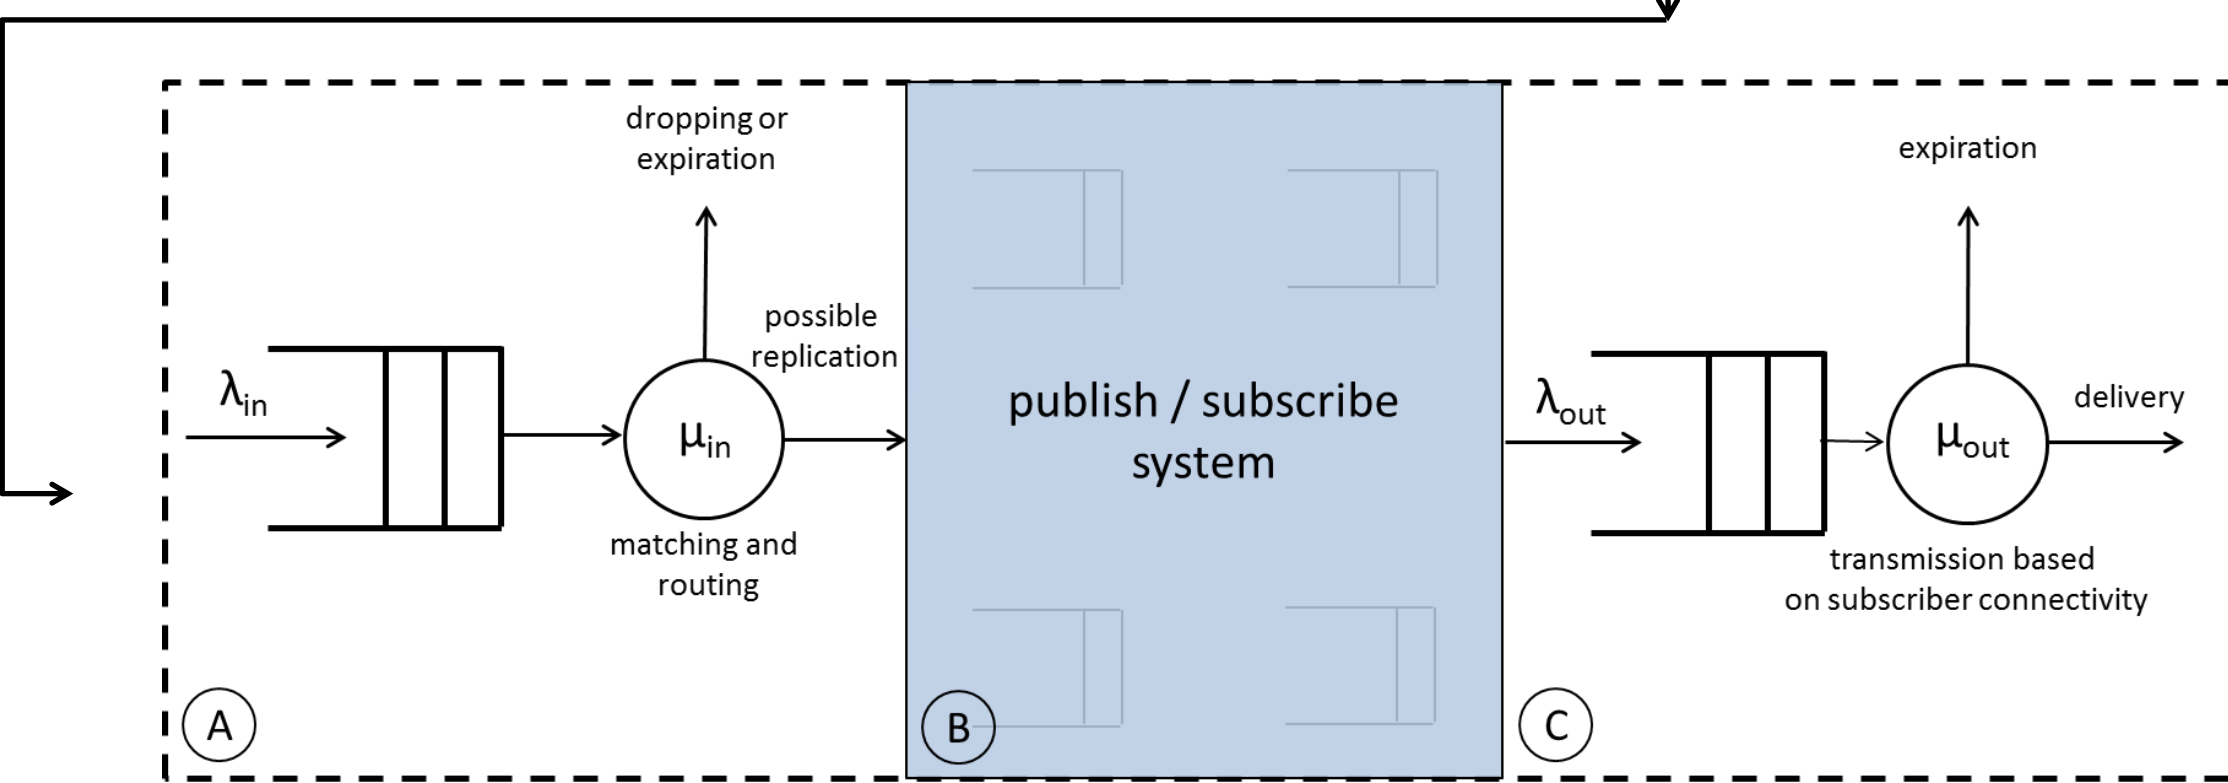 dropping or
expiration
possible
replication
λin
μin
matching and
routing
A
publish / subscribe
system
B
expiration
λout
μout
delivery
transmission based
on subscriber connectivity
C